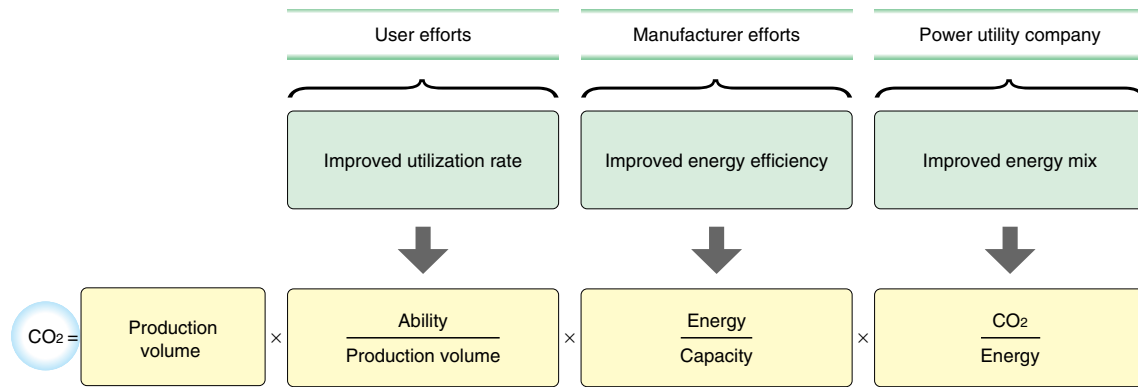 User efforts
Manufacturer efforts
Power utility company
Improved utilization rate
Improved energy efficiency
Improved energy mix
CO2 =
Production
volume
×
Ability
Production volume
×
Energy
Capacity
×
CO2
Energy